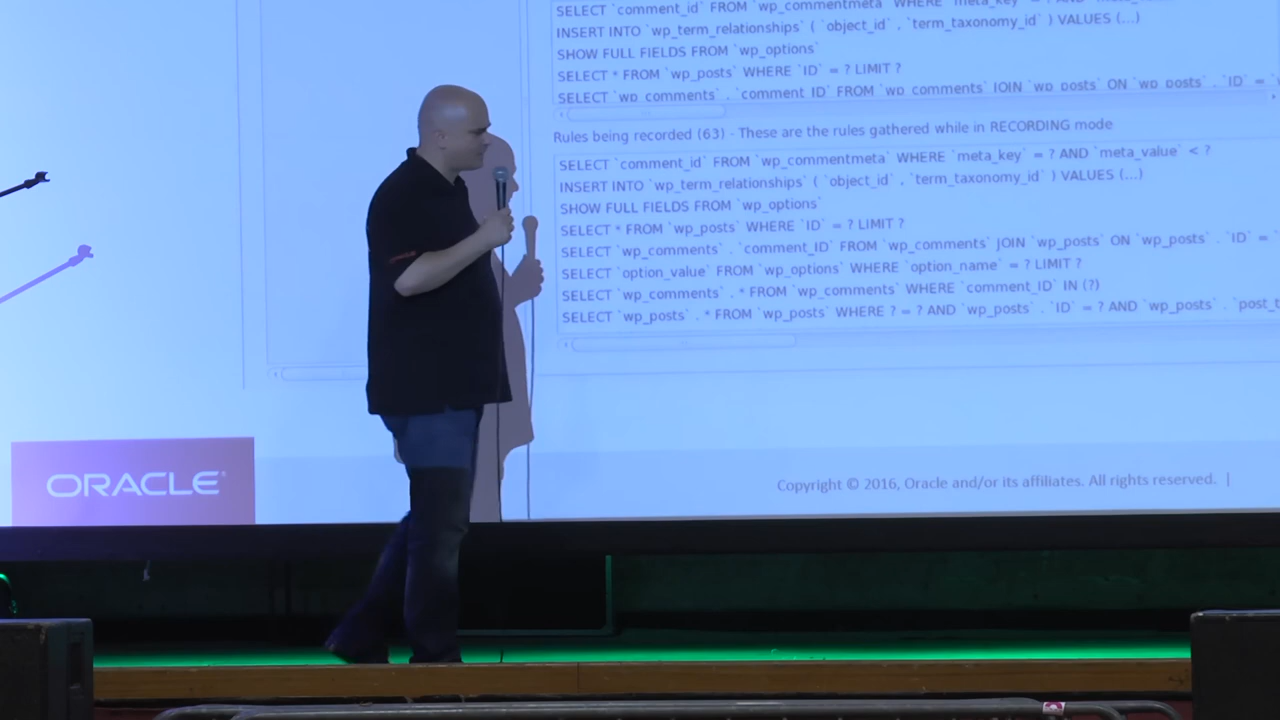 SELECT `comment_id` FROM `wp_commentmeta` WHERE `meta_key` = ? AND `meta_value`
INSERT INTO `wp_term_relationships` ( `object_id` , `term_taxonomy_id` ) VALUES (...)
SHOW FULL FIELDS FROM `wp_options`
SELECT * FROM `wp_posts` WHERE `ID` = ? LIMIT ?
SELECT `wp_comments` . `comment_ID` FROM `wp_comments` JOIN `wp_posts` ON `wp_posts` . `ID` =
Rules being recorded (63) - These are the rules gathered while in RECORDING mode
SELECT `comment_id` FROM `wp_commentmeta` WHERE `meta_key` = ? AND `meta_value` < ?
INSERT INTO `wp_term_relationships` ( `object_id` , `term_taxonomy_id` ) VALUES (...)
SHOW FULL FIELDS FROM `wp_options`
SELECT * FROM `wp_posts` WHERE `ID` = ? LIMIT ?
SELECT `wp_comments` . `comment_ID` FROM `wp_comments` JOIN `wp_posts` ON `wp_posts` . `ID` = `
SELECT `option_value` FROM `wp_options` WHERE `option_name` = ? LIMIT ?
SELECT `wp_comments` . * FROM `wp_comments` WHERE `comment_ID` IN (?)
SELECT `wp_posts` . * FROM `wp_posts` WHERE ? = ? AND `wp_posts` . `ID` = ? AND `wp_posts` . `post_t
ORACLE®
Copyright © 2016, Oracle and/or its affiliates. All rights reserved. |